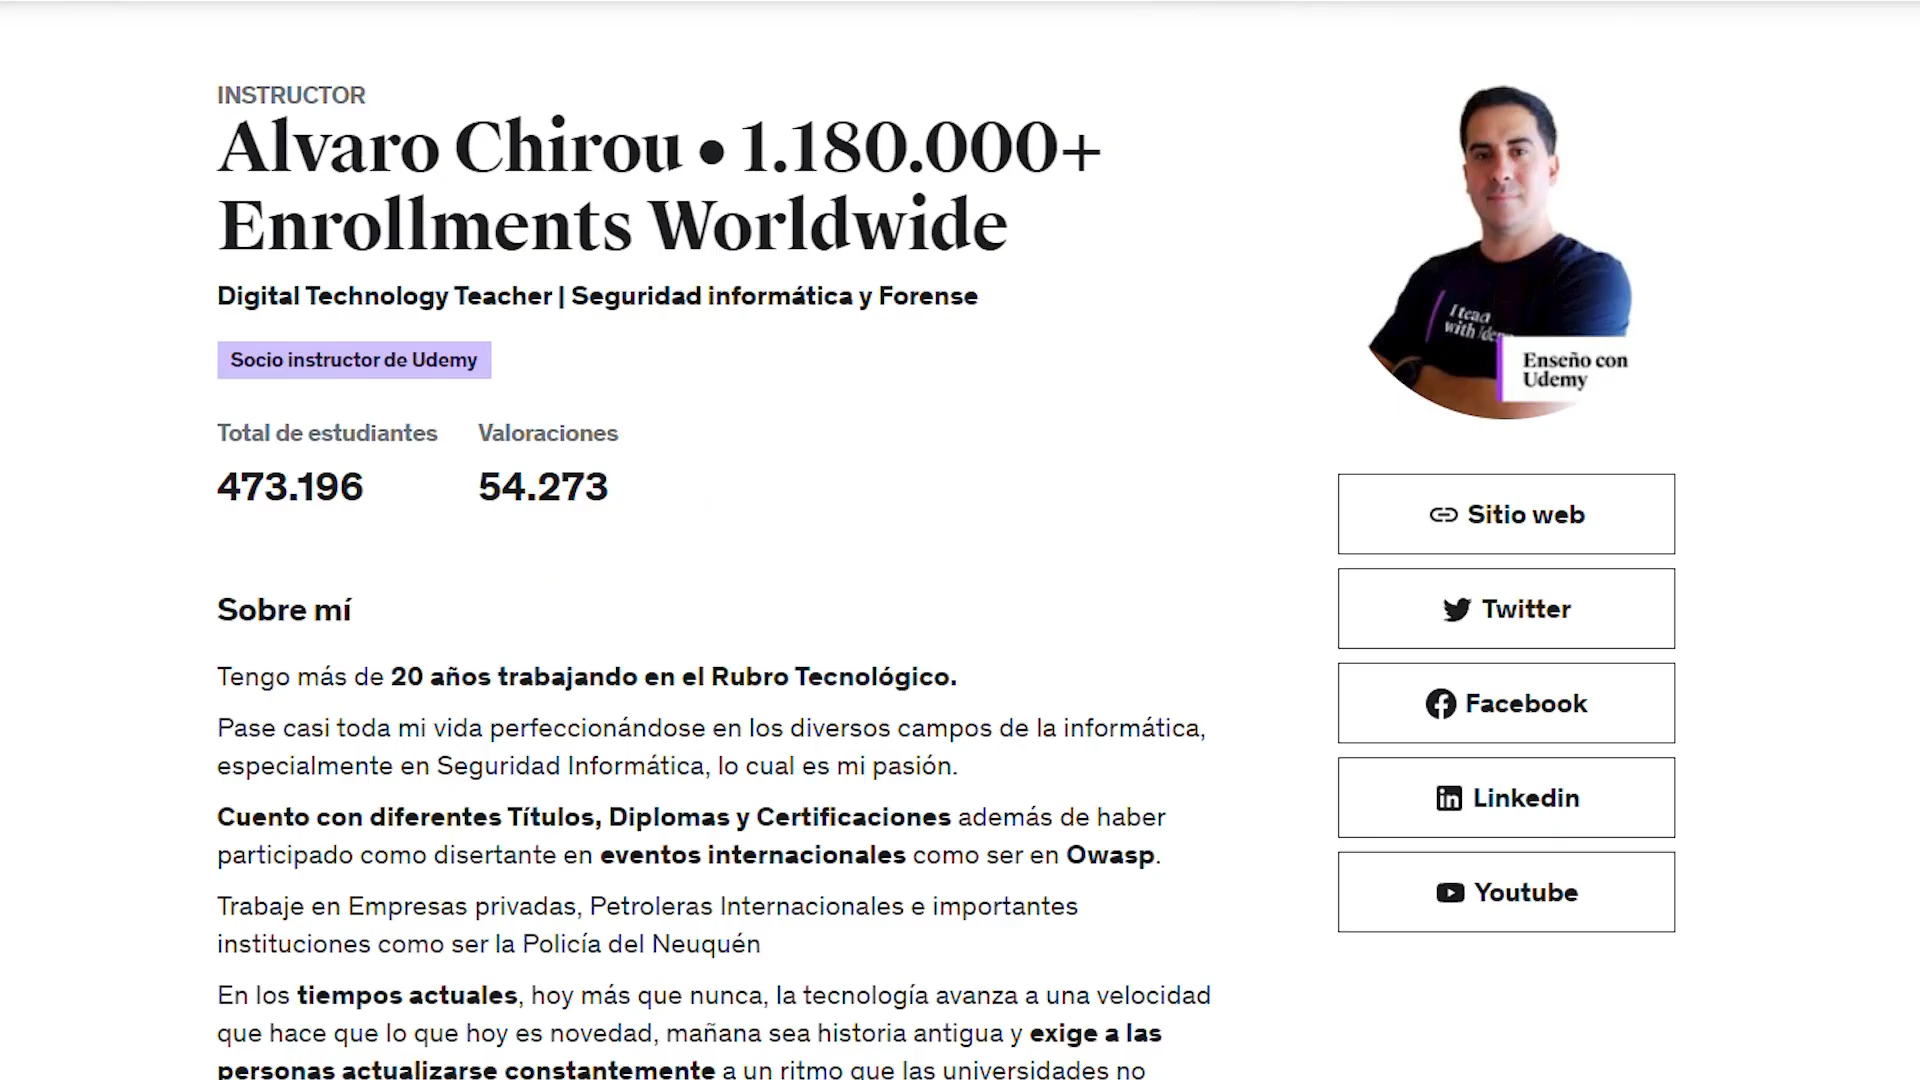 INSTRUCTOR
Alvaro Chirou • 1.180.000+
Enrollments Worldwide
Digital Technology Teacher | Seguridad informática y Forense
Socio instructor de Udemy
Total de estudiantes Valoraciones
473.196 54.273
Sobre mí
Tengo más de 20 años trabajando en el Rubro Tecnológico.
Pase casi toda mi vida perfeccionándose en los diversos campos de la informática,
especialmente en Seguridad Informática, lo cual es mi pasión.
Cuento con diferentes Títulos, Diplomas y Certificaciones además de haber
participado como disertante en eventos internacionales como ser en Owasp.
Trabaje en Empresas privadas, Petroleras Internacionales e importantes
instituciones como ser la Policía del Neuquén
En los tiempos actuales, hoy más que nunca, la tecnología avanza a una velocidad
que hace que lo que hoy es novedad, mañana sea historia antigua y exige a las
personas actualizarse constantemente a un ritmo que las universidades no
I teach
with
Enseño con
Udemy
Sitio web
Twitter
Facebook
Linkedin
Youtube